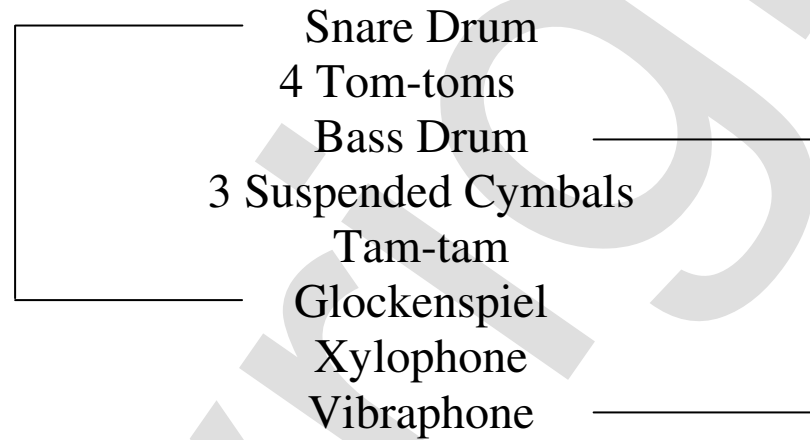 Snare Drum
4 Tom-toms
Bass Drum
3 Suspended Cymbals
Tam-tam
Glockenspiel
Xylophone
Vibraphone